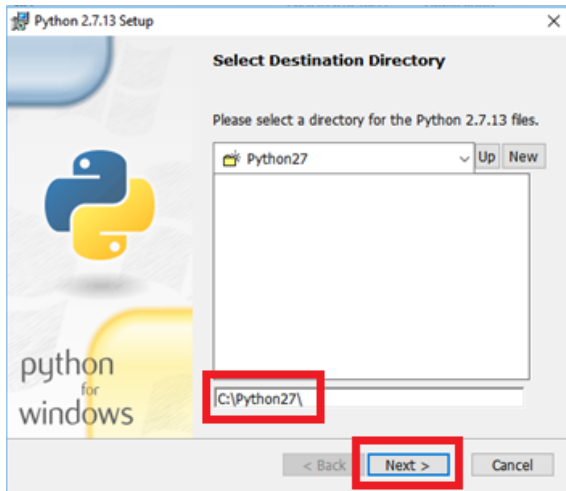 Python 2.7.13 Setup
Select Destination Directory
Please select a directory for the Python 2.7.13 files.
Python27
Up
New
python
for
windows
C:\Python27\
< Back
Next >
Cancel